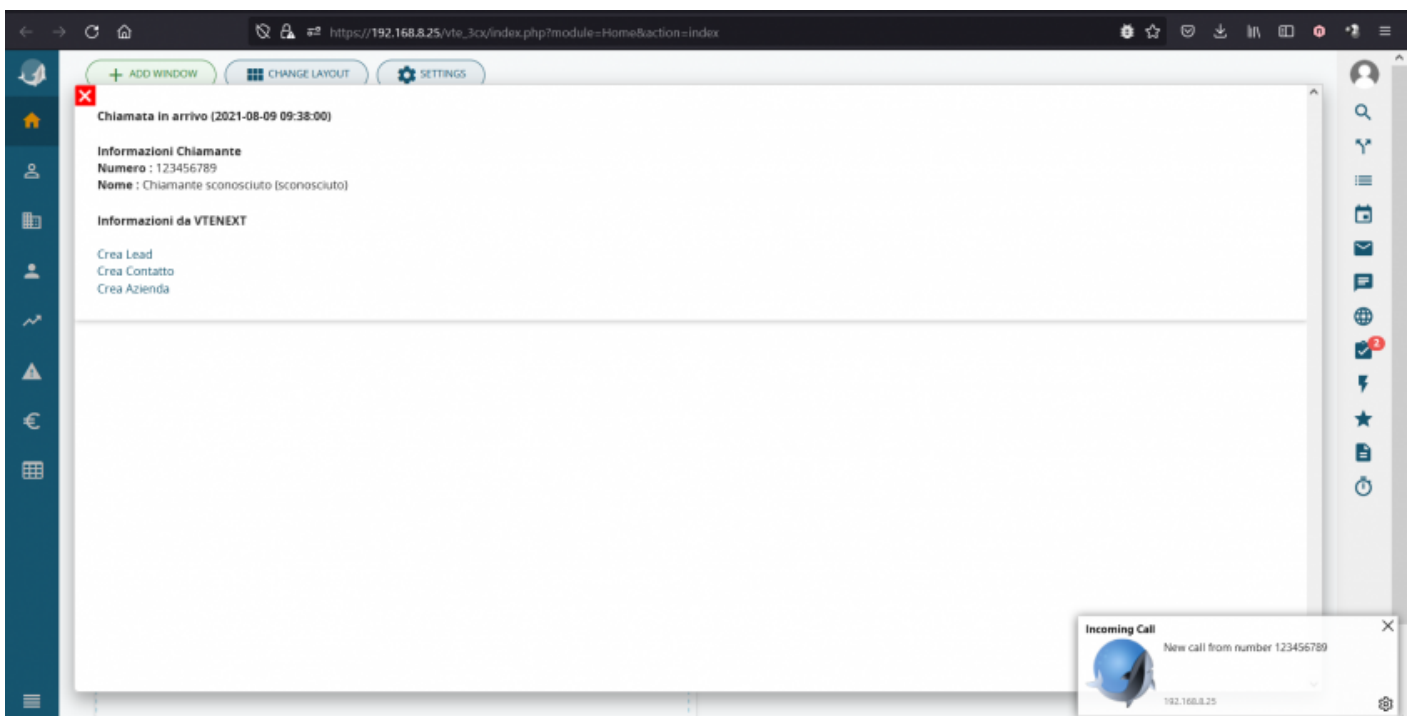 https://192.168.8.25/vte_3cx/index.php?module=Home&action=index
+ ADD WINDOW
CHANGE LAYOUT
SETTINGS
Chiamata in arrivo (2021-08-09 09:38:00)
Informazioni Chiamante
Numero : 123456789
Nome : Chiamante sconosciuto (sconosciuto)
Informazioni da VTENEXT
Crea Lead
Crea Contatto
Crea Azienda
2
Incoming Call
New call from number 123456789
192.168.8.25